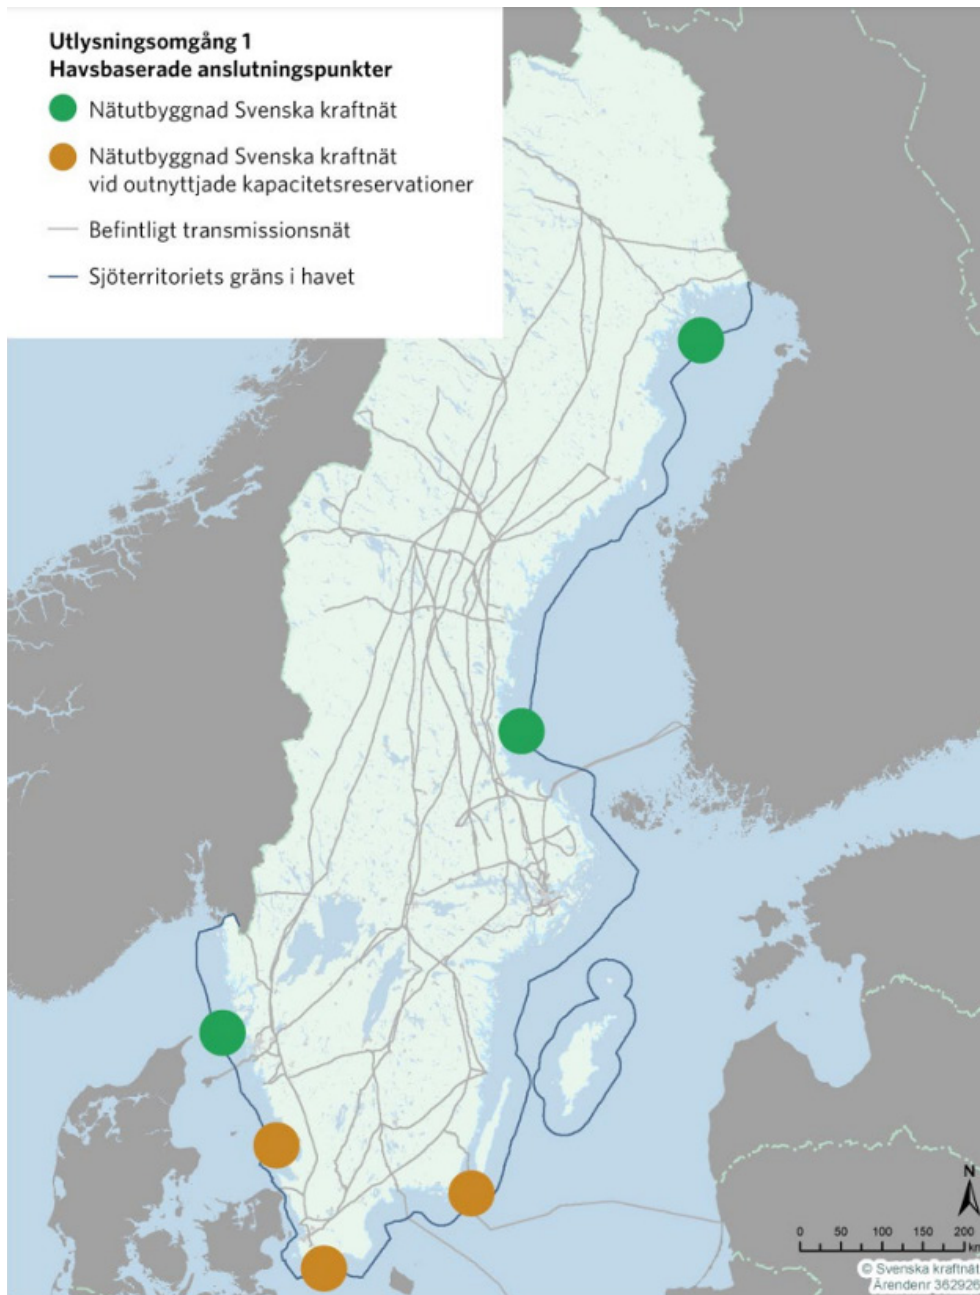 Utlysningsomgång 1
Havsbaserade anslutningspunkter
Nätutbyggnad Svenska kraftnät
Nätutbyggnad Svenska kraftnät
vid outnyttjade kapacitetsreservationer
Befintligt transmissionsnät
Sjöterritoriets gräns i havet
N
0 50 100 150 200
km
© Svenska kraftnät
Ärendenr 362926